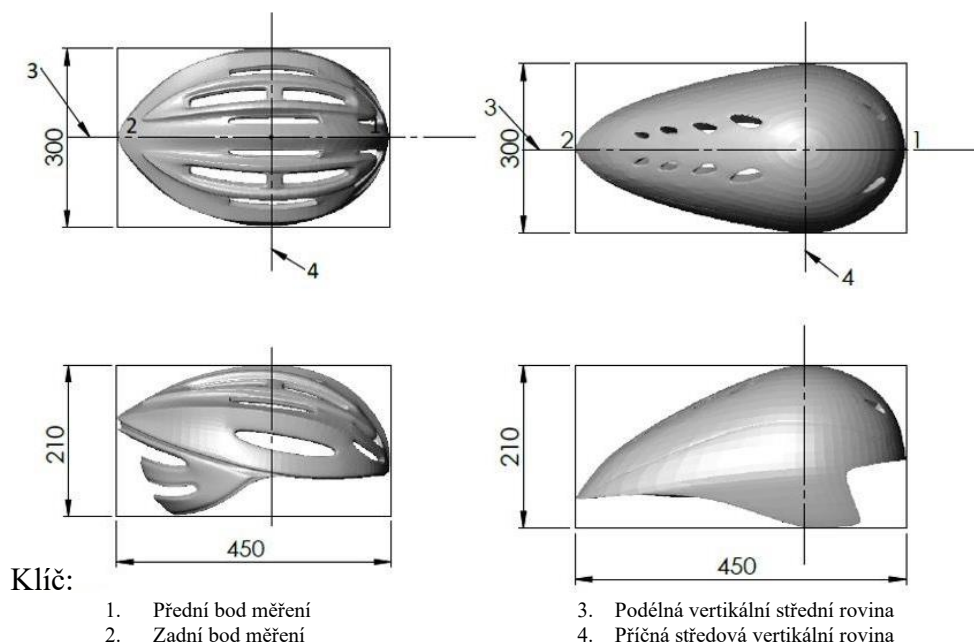 3
300
2
1
4
3
300
2
1
4
210
450
210
450
Klíč:
1. Přední bod měření
2. Zadní bod měření
3. Podélná vertikální střední rovina
4. Příčná středová vertikální rovina